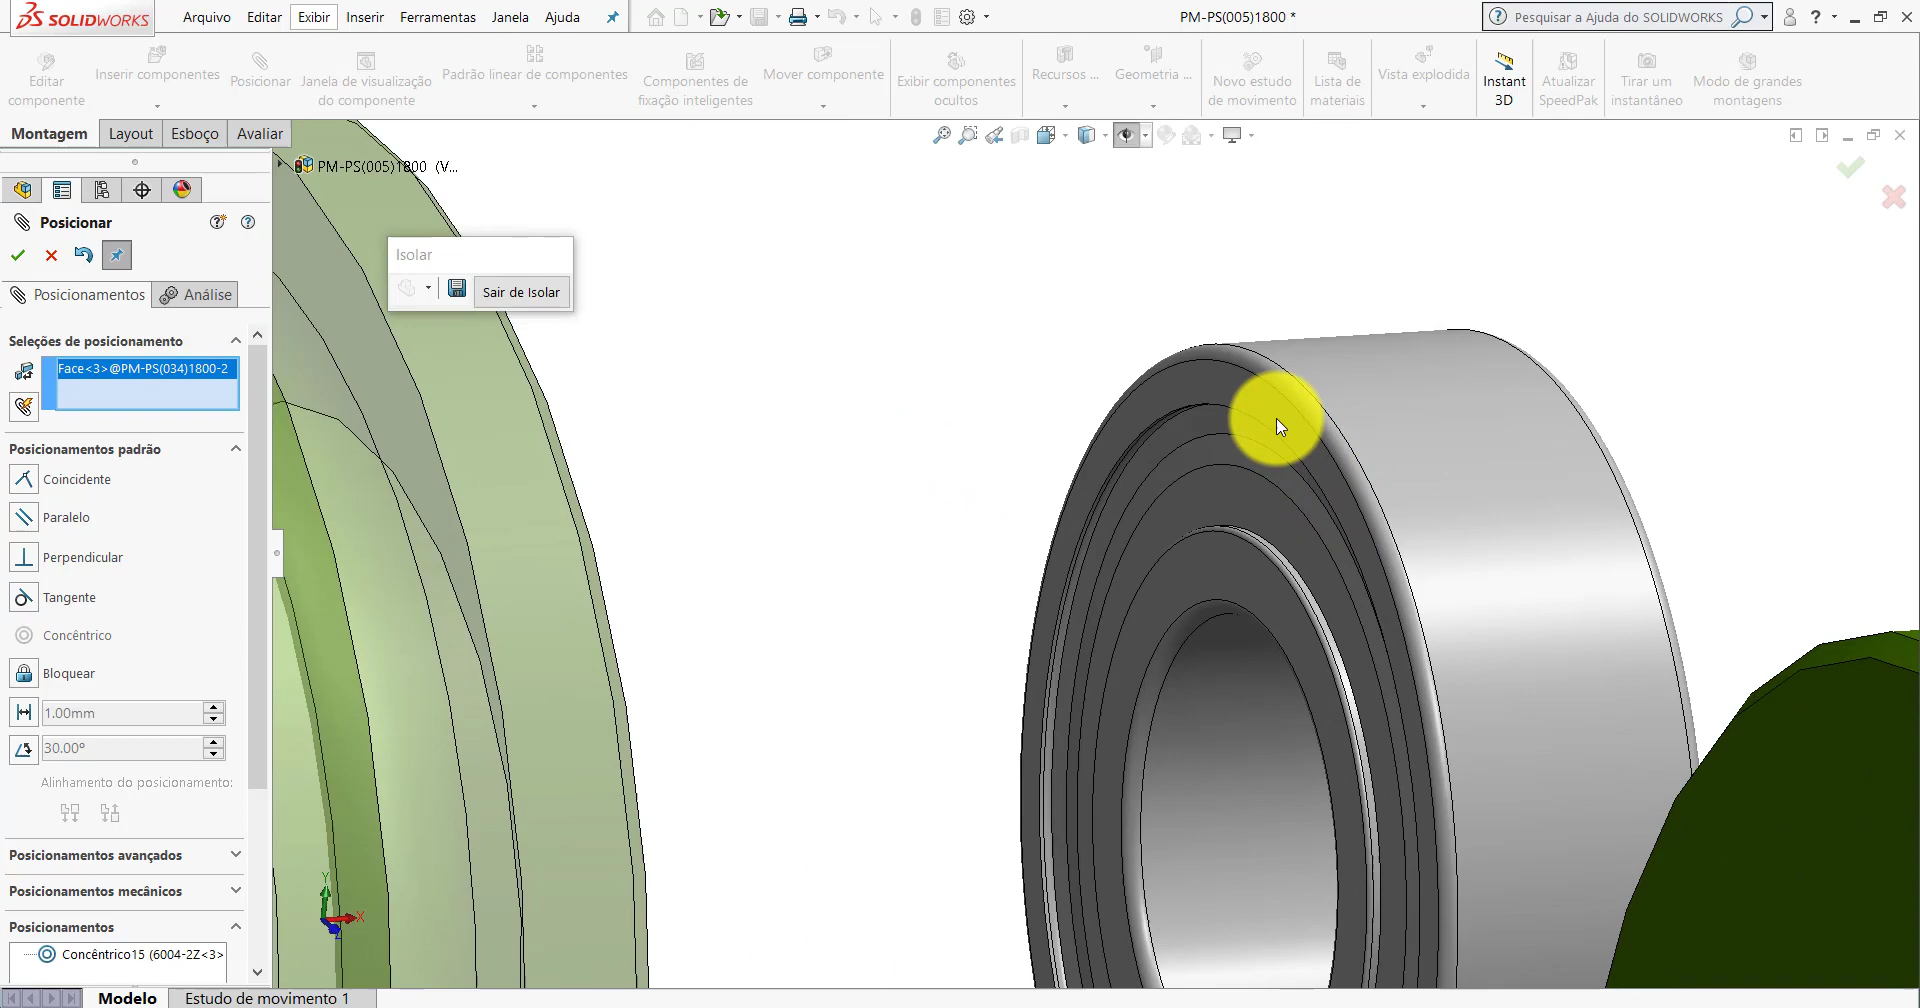 SOLIDWORKS
Arquivo Editar Exibir Inserir Ferramentas Janela Ajuda
PM-PS(005)1800 *
Pesquisar a Ajuda do SOLIDWORKS
Editar componente
Inserir componentes
Posicionar
Janela de visualização do componente
Padrão linear de componentes
Componentes de fixação inteligentes
Mover componente
Exibir componentes ocultos
Recursos ...
Geometria ...
Novo estudo de movimento
Lista de materiais
Vista explodida
Instant 3D
Atualizar SpeedPak
Tirar um instantâneo
Modo de grandes montagens
Montagem Layout Esboço Avaliar
PM-PS(005)1800 (V...
Posicionar
Isolar
Sair de Isolar
Posicionamentos Análise
Seleções de posicionamento
Face<3>@PM-PS(034)1800-2
Posicionamentos padrão
Coincidente
Paralelo
Perpendicular
Tangente
Concêntrico
Bloquear
1.00mm
30.00°
Alinhamento do posicionamento:
Posicionamentos avançados
Posicionamentos mecânicos
Posicionamentos
Concêntrico15 (6004-2Z<3>
Y
X
Z
Modelo Estudo de movimento 1